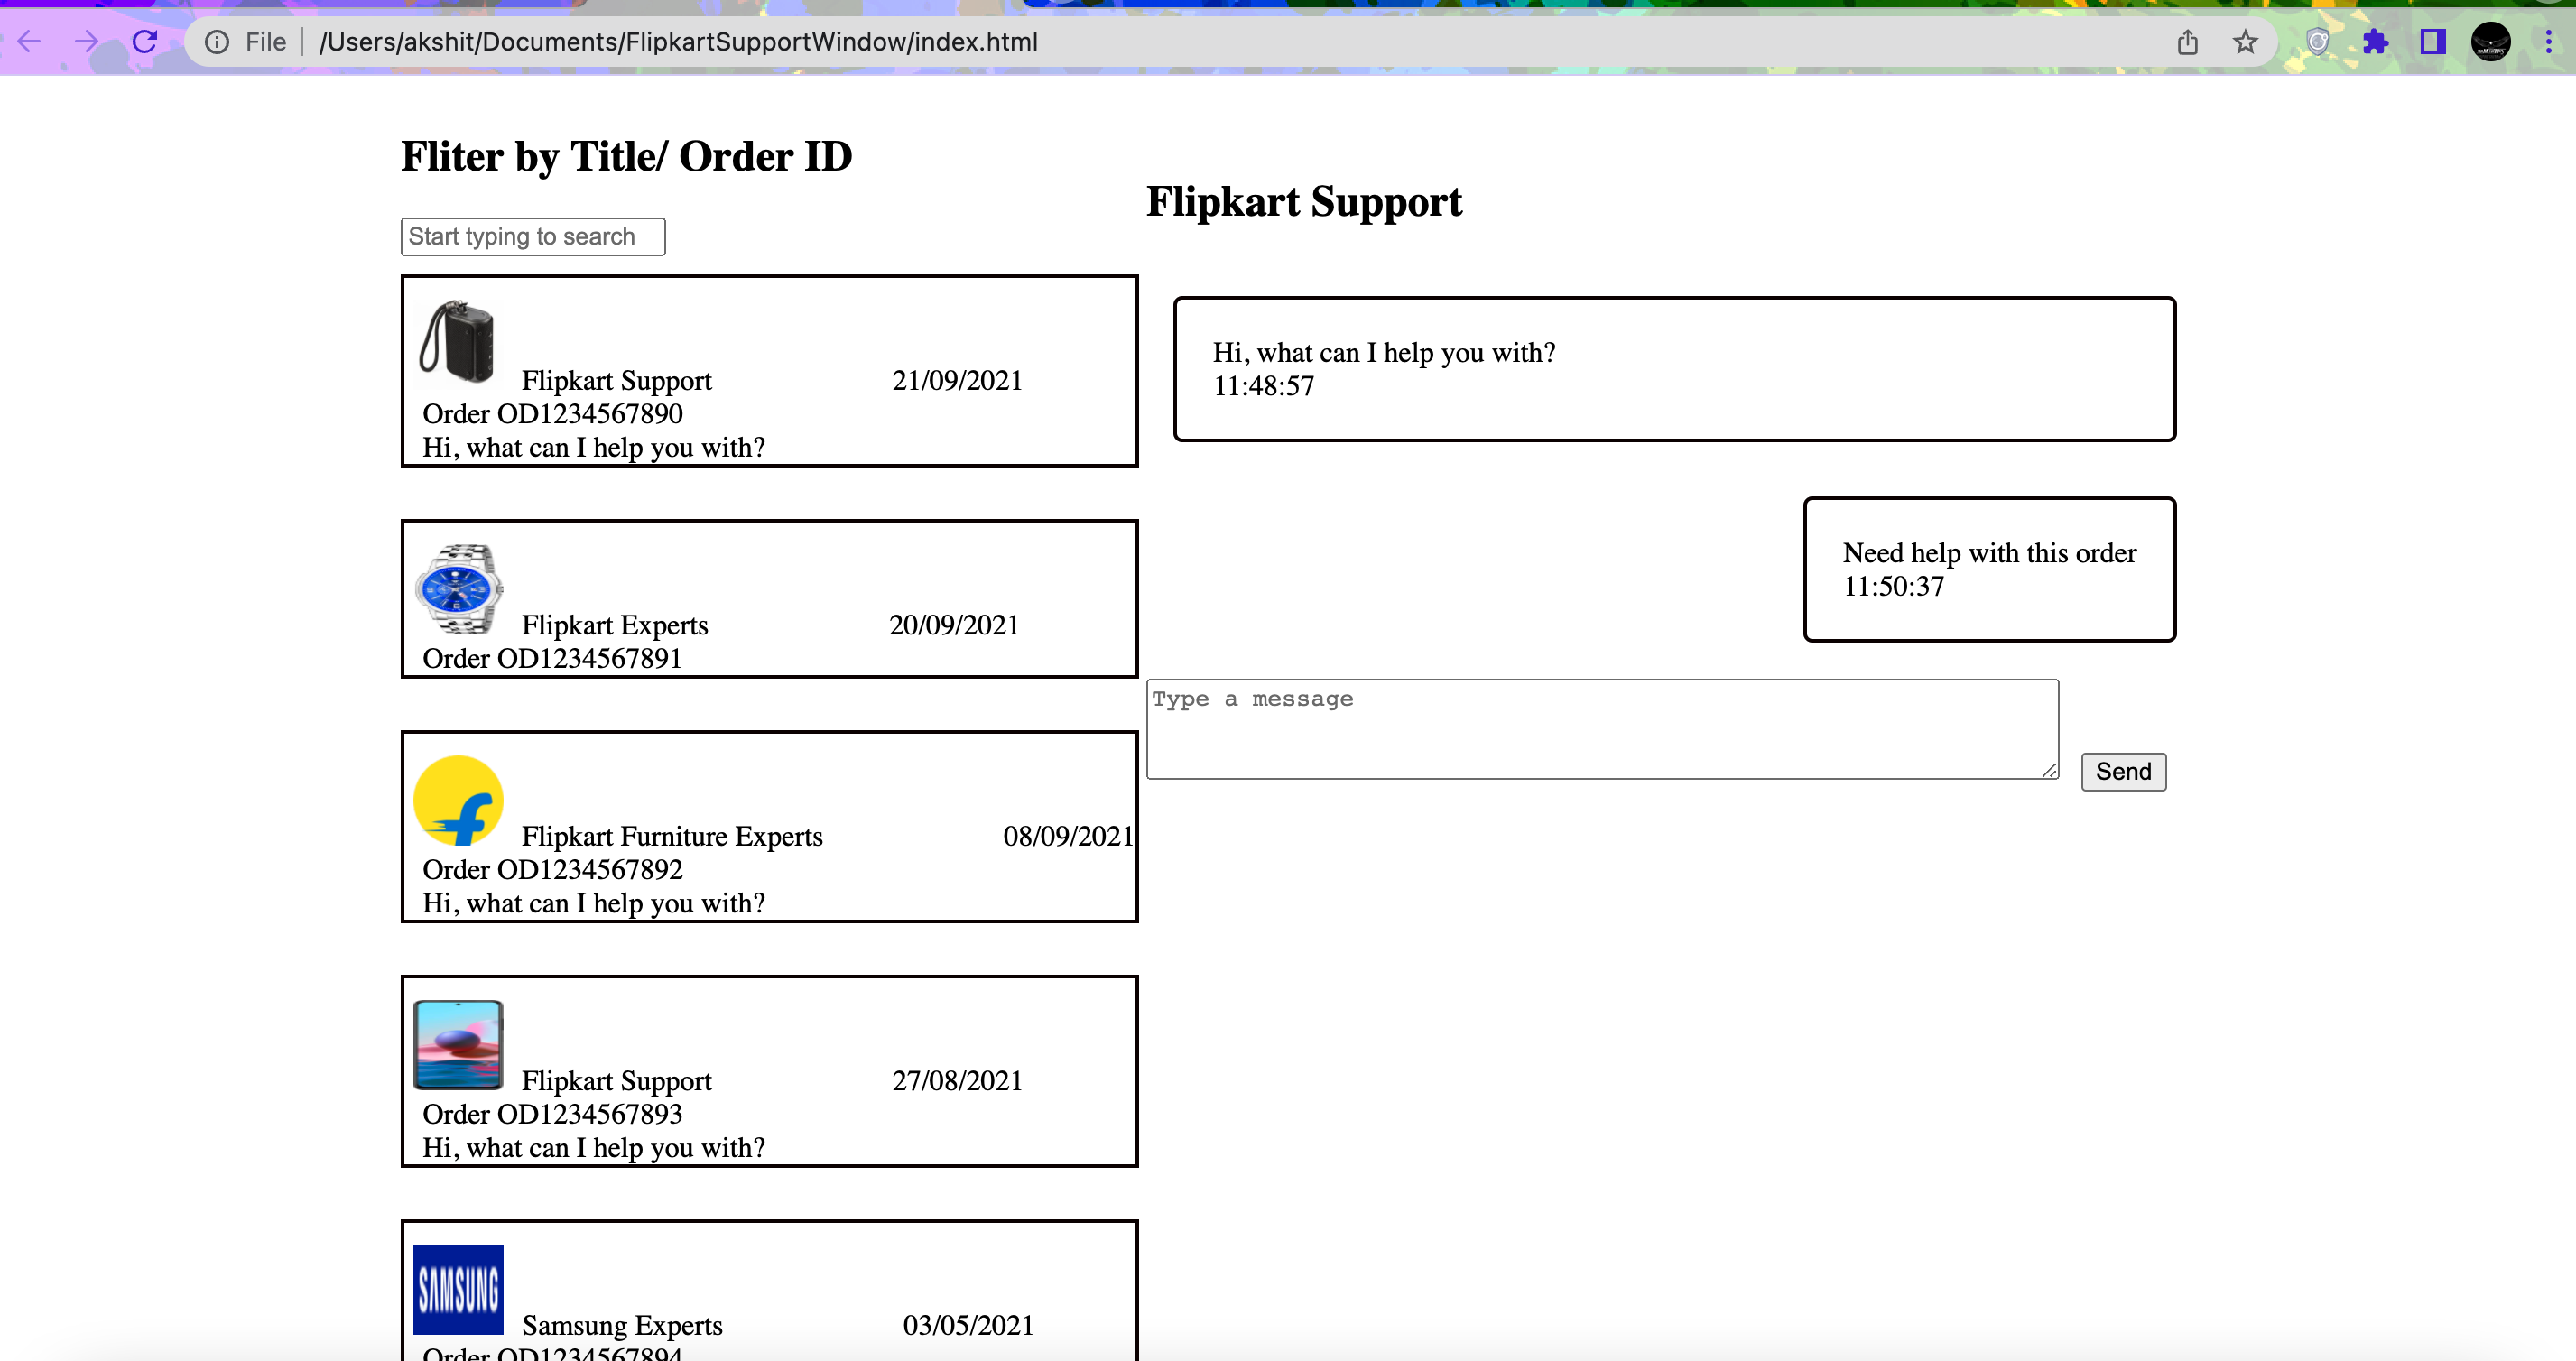 File /Users/akshit/Documents/FlipkartSupportWindow/index.html
Fliter by Title/ Order ID
Start typing to search
Flipkart Support 21/09/2021
Order OD1234567890
Hi, what can I help you with?
Flipkart Experts 20/09/2021
Order OD1234567891
Flipkart Furniture Experts 08/09/2021
Order OD1234567892
Hi, what can I help you with?
Flipkart Support 27/08/2021
Order OD1234567893
Hi, what can I help you with?
SAMSUNG
Samsung Experts 03/05/2021
Order OD1234567894
Flipkart Support
Hi, what can I help you with?
11:48:57
Need help with this order
11:50:37
Type a message
Send